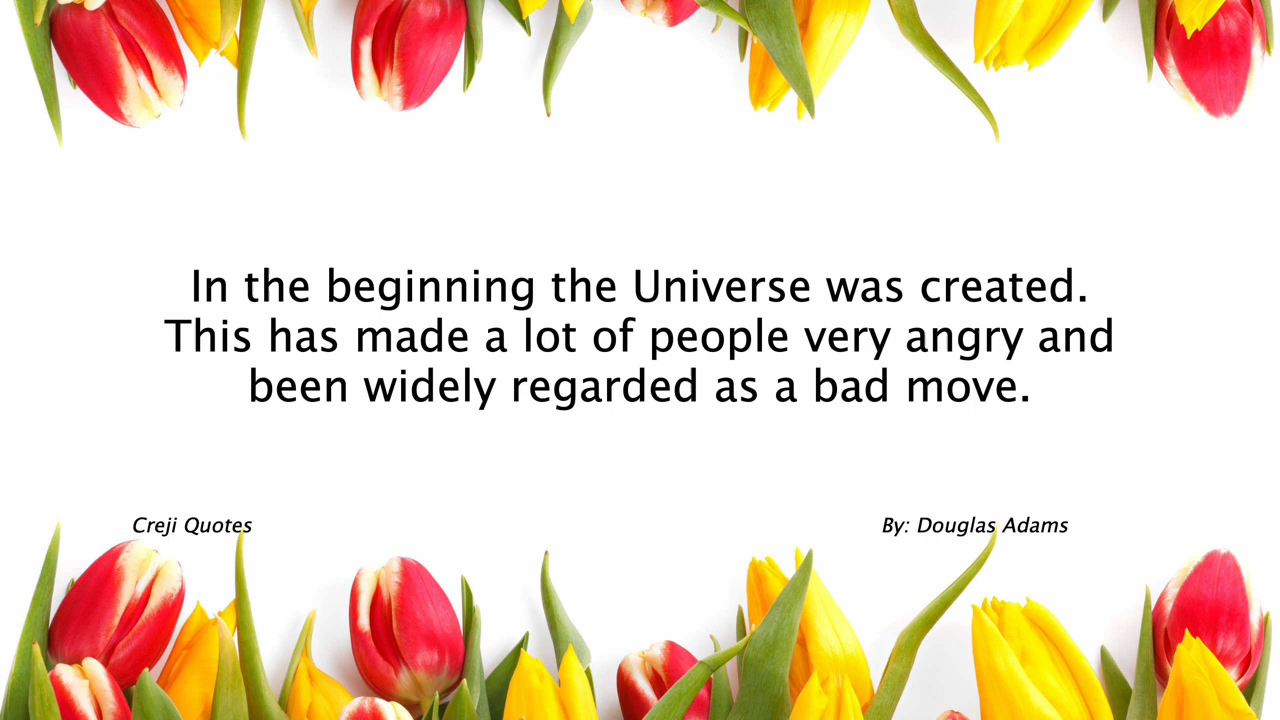 In the beginning the Universe was created.
This has made a lot of people very angry and
been widely regarded as a bad move.
Creji Quotes
By: Douglas Adams